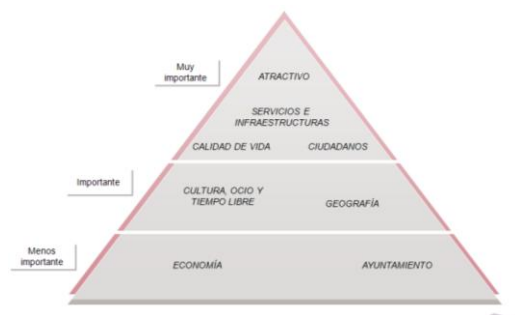 Muy
importante
ATRACTIVO
SERVICIOS E
INFRAESTRUCTURAS
CALIDAD DE VIDA
CIUDADANOS
Importante
CULTURA, OCIO Y
TIEMPO LIBRE
GEOGRAFÍA
Menos
importante
ECONOMÍA
AYUNTAMIENTO